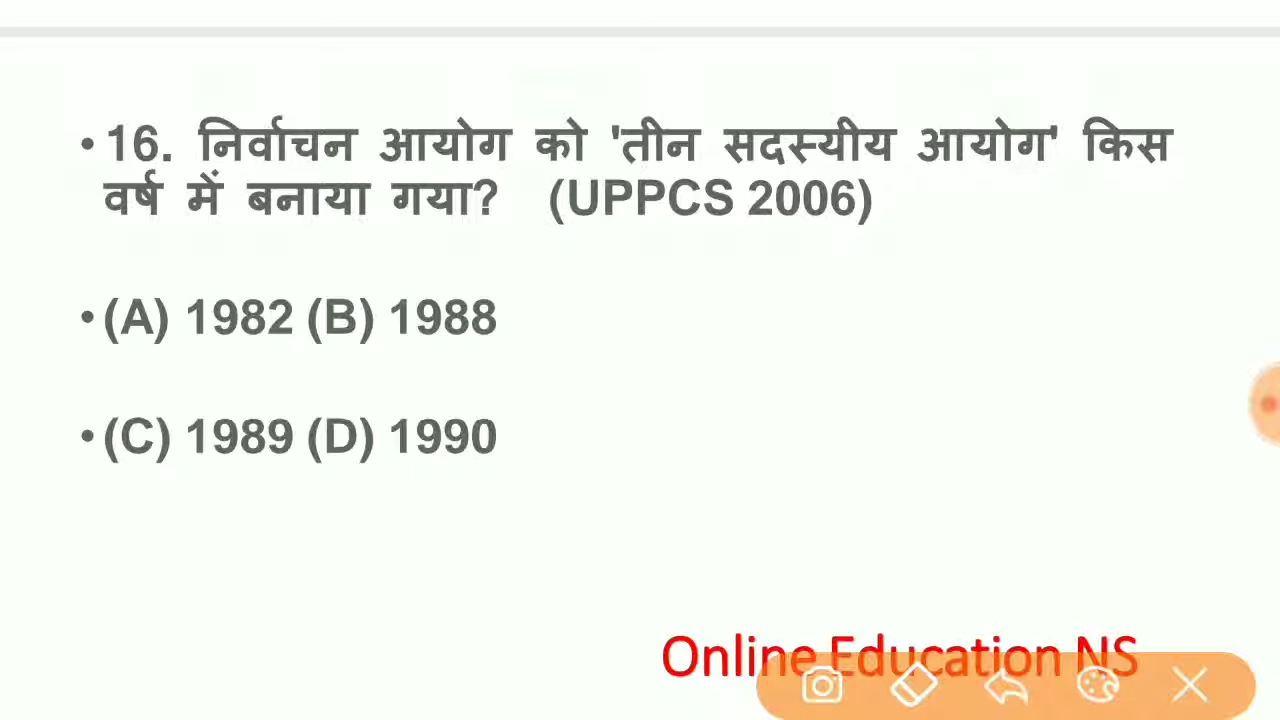 • 16. निर्वाचन आयोग को 'तीन सदस्यीय आयोग' किस
वर्ष में बनाया गया? (UPPCS 2006)
• (A) 1982 (B) 1988
• (C) 1989 (D) 1990
Online Education NS